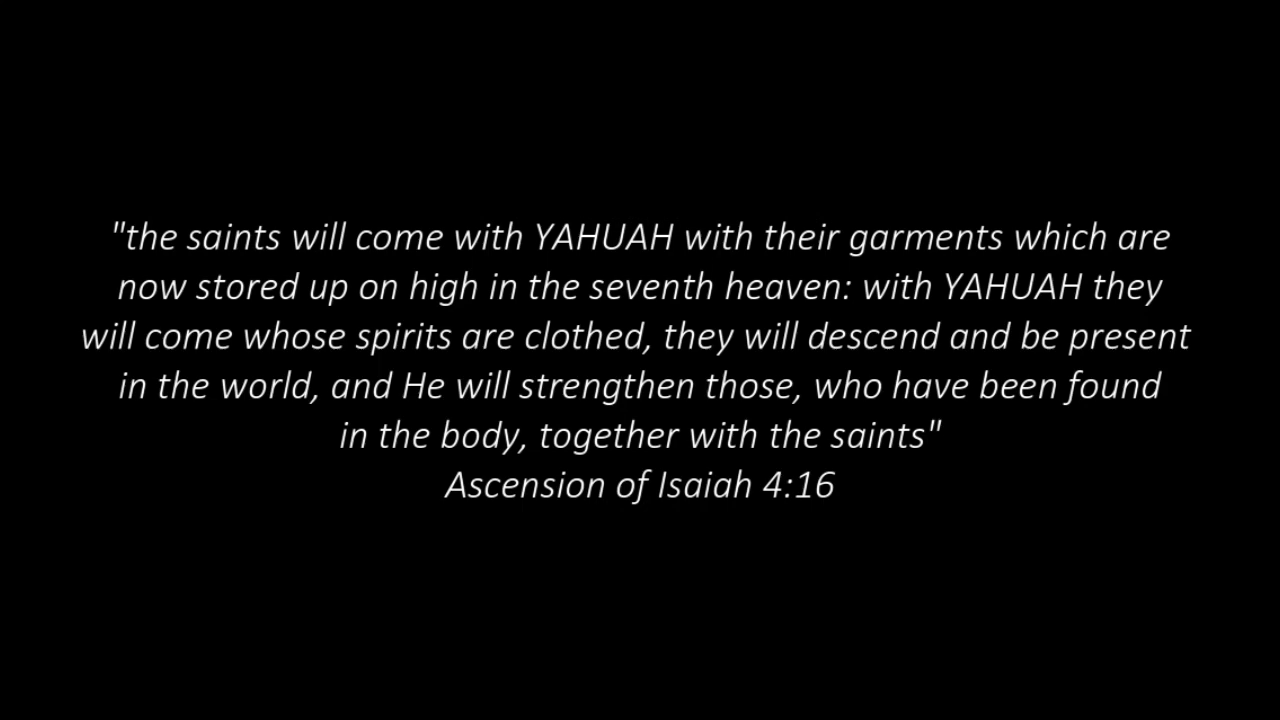 "the saints will come with YAHUAH with their garments which are
now stored up on high in the seventh heaven: with YAHUAH they
will come whose spirits are clothed, they will descend and be present
in the world, and He will strengthen those, who have been found
in the body, together with the saints"
Ascension of Isaiah 4:16